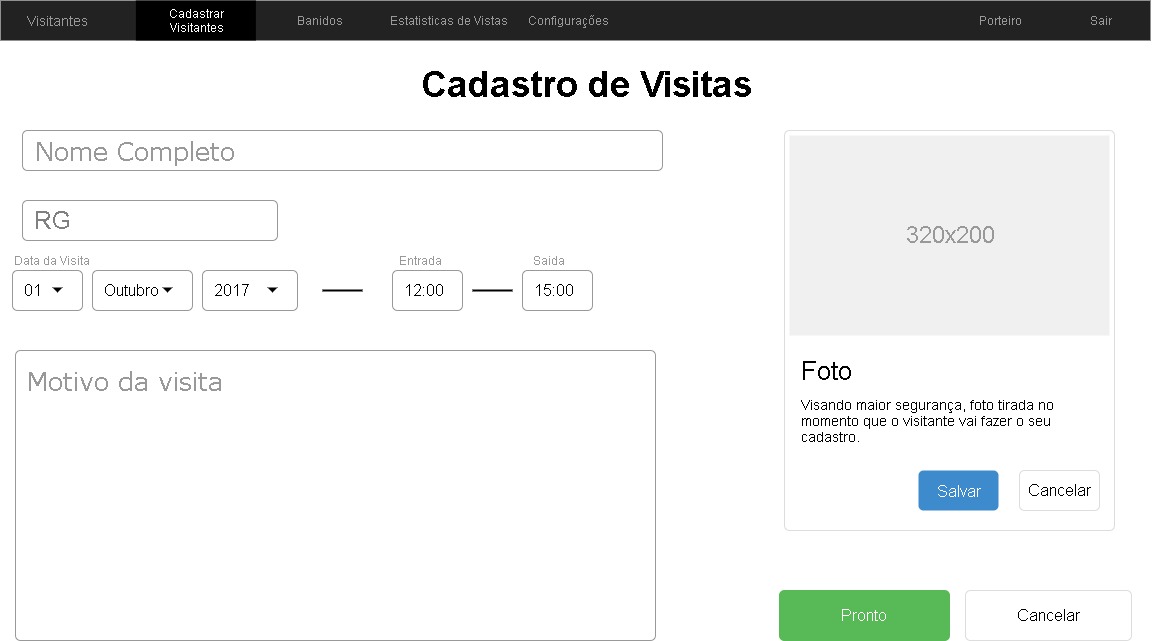 Visitantes
Cadastrar
Visitantes
Banidos
Estatisticas de Vistas
Configurações
Porteiro
Sair
Cadastro de Visitas
Nome Completo
RG
Data da Visita
Entrada
Saida
01
Outubro
2017
12:00
15:00
Motivo da visita
320x200
Foto
Visando maior segurança, foto tirada no
momento que o visitante vai fazer o seu
cadastro.
Salvar
Cancelar
Pronto
Cancelar